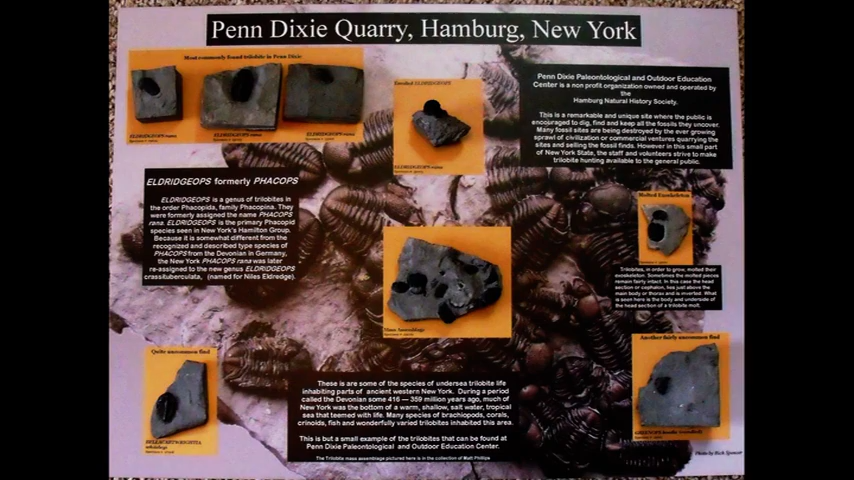 Penn Dixie Quarry, Hamburg, New York
Most commonly found trilobite in Penn Dixie
ELDRIDGEOPS rana
ELDRIDGEOPS rana
ELDRIDGEOPS rana
Enrolled ELDRIDGEOPS
ELDRIDGEOPS rana
Penn Dixie Paleontological and Outdoor Education
Center is a non profit organization owned and operated by
the
Hamburg Natural History Society.
This is a remarkable and unique site where the public is
encouraged to dig, find and keep all the fossils they uncover.
Many fossil sites are being destroyed by the ever growing
sprawl of civilization or commercial ventures quarrying the
sites and selling the fossil finds. However in this small part
of New York State, the staff and volunteers strive to make
trilobite hunting available to the general public.
ELDRIDGEOPS formerly PHACOPS
ELDRIDGEOPS is a genus of trilobites in
the order Phacopida, family Phacopina. They
were formerly assigned the name PHACOPS
rana. ELDRIDGEOPS is the primary Phacopid
species seen in New York's Hamilton Group.
Because it is somewhat different from the
recognized and described type species of
PHACOPS from the Devonian in Germany,
the New York PHACOPS rana was later
re-assigned to the new genus ELDRIDGEOPS
crassituberculata, (named for Niles Eldredge).
Molted Exoskeleton
Trilobites, in order to grow, molted their
exoskeleton. Sometimes the molted pieces
remain fairly intact. In this case the head
section or cephalon, lies just above the
main body or thorax and is inverted. What
is seen here is the body and underside of
the head section of a trilobite molt.
Mass Assemblage
Quite uncommon find
Another fairly uncommon find
These is are some of the species of undersea trilobite life
inhabiting parts of ancient western New York. During a period
called the Devonian some 416 — 359 million years ago, much of
New York was the bottom of a warm, shallow, salt water, tropical
sea that teemed with life. Many species of brachiopods, corals,
crinoids, fish and wonderfully varied trilobites inhabited this area.
This is but a small example of the trilobites that can be found at
Penn Dixie Paleontological and Outdoor Education Center.
The Trilobite mass assemblage pictured here is in the collection of Matt Phillips
Photo by Rick Spencer